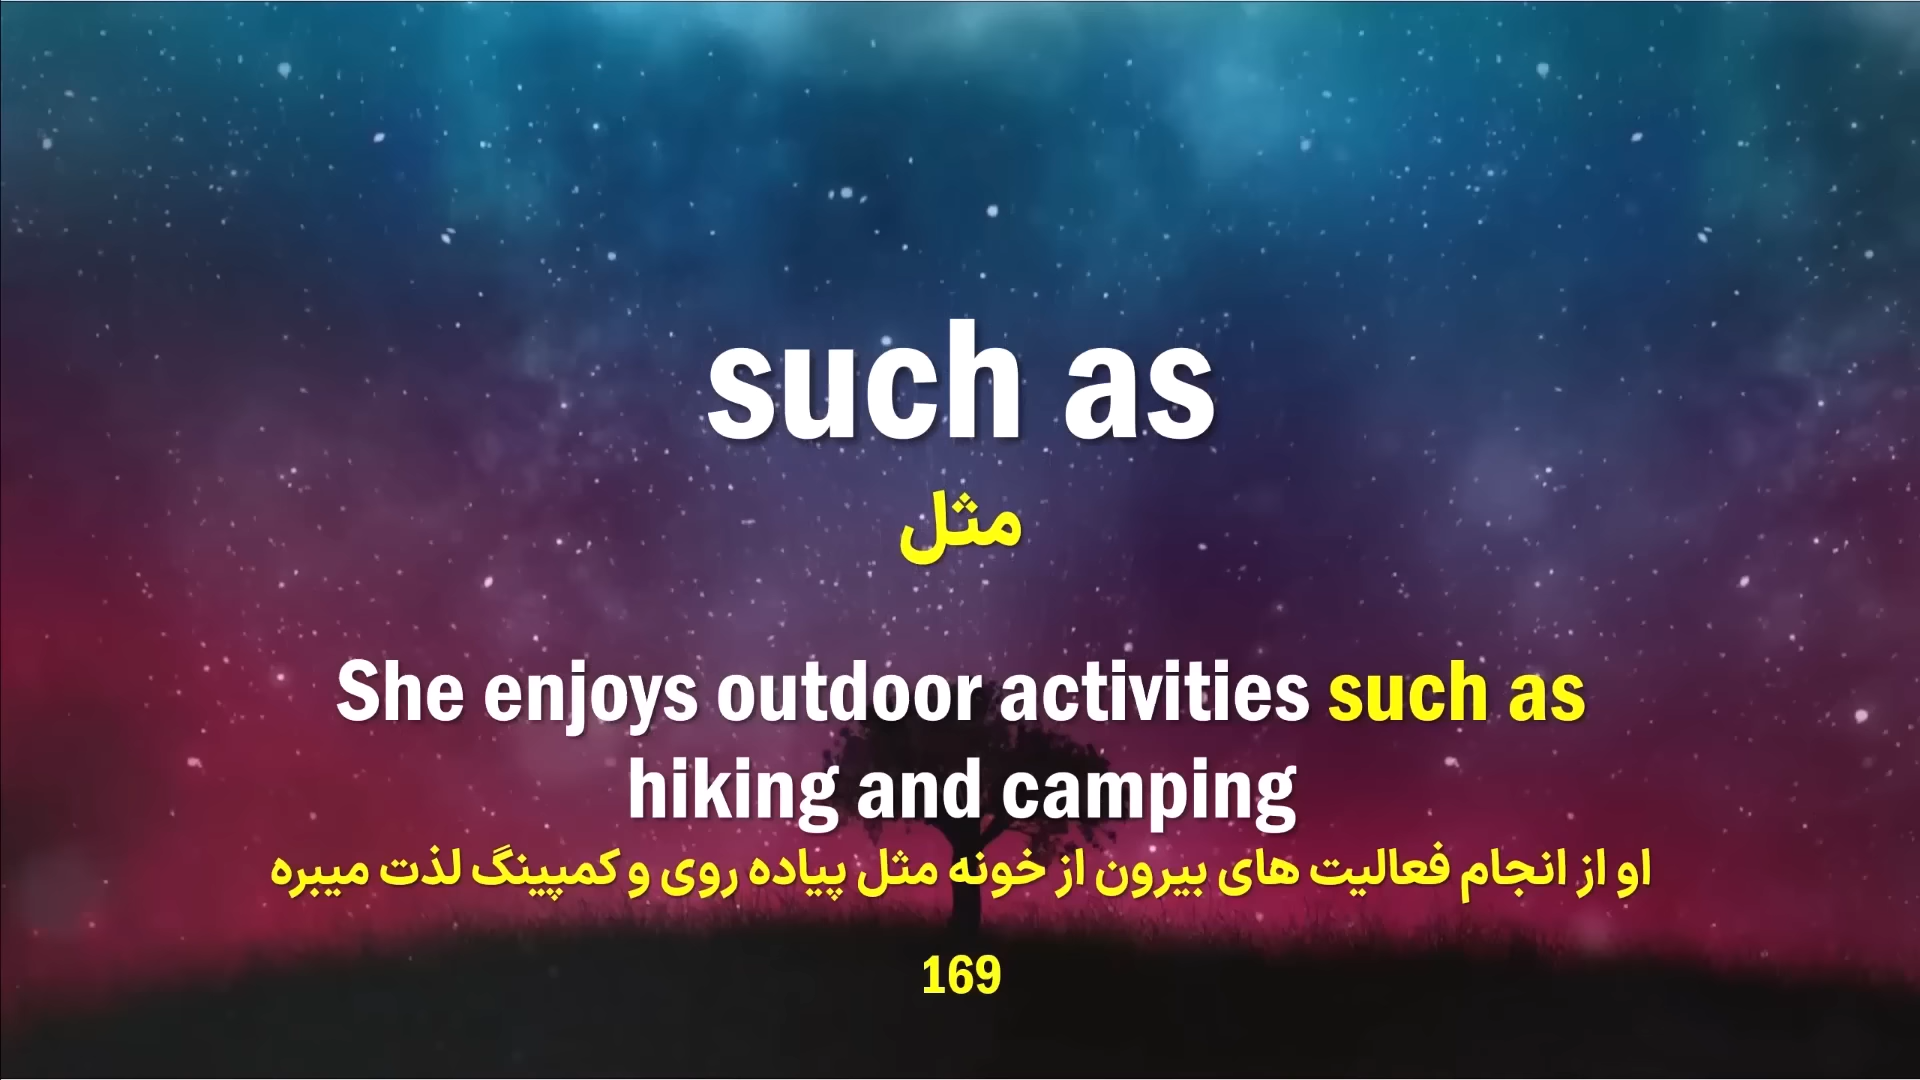 such as
مثل
She enjoys outdoor activities such as
hiking and camping
او از انجام فعالیت های بیرون از خونه مثل پیاده روی و کمپینگ لذت میبره
169